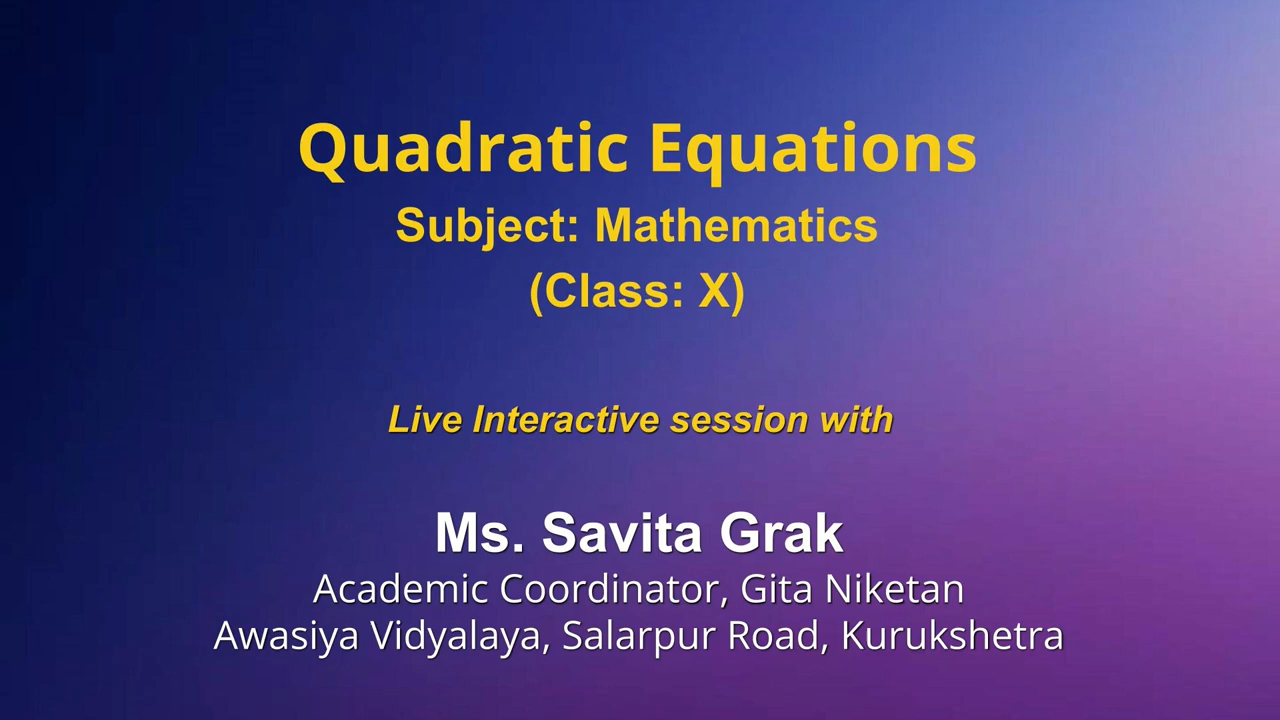 Quadratic Equations
Subject: Mathematics
(Class: X)
Live Interactive session with
Ms. Savita Grak
Academic Coordinator, Gita Niketan
Awasiya Vidyalaya, Salarpur Road, Kurukshetra